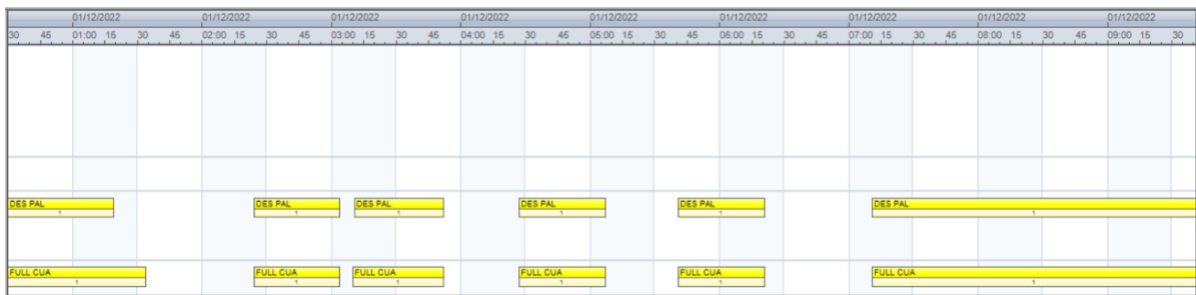 01/12/2022 01/12/2022 01/12/2022 01/12/2022 01/12/2022 01/12/2022 01/12/2022 01/12/2022 01/12/2022
30 45 01:00 15 30 45 02:00 15 30 45 03:00 15 30 45 04:00 15 30 45 05:00 15 30 45 06:00 15 30 45 07:00 15 30 45 08:00 15 30 45 09:00 15 30
DES PAL DES PAL DES PAL DES PAL DES PAL DES PAL
1 1 1 1 1 1
FULL CUA FULL CUA FULL CUA FULL CUA FULL CUA FULL CUA
1 1 1 1 1 1